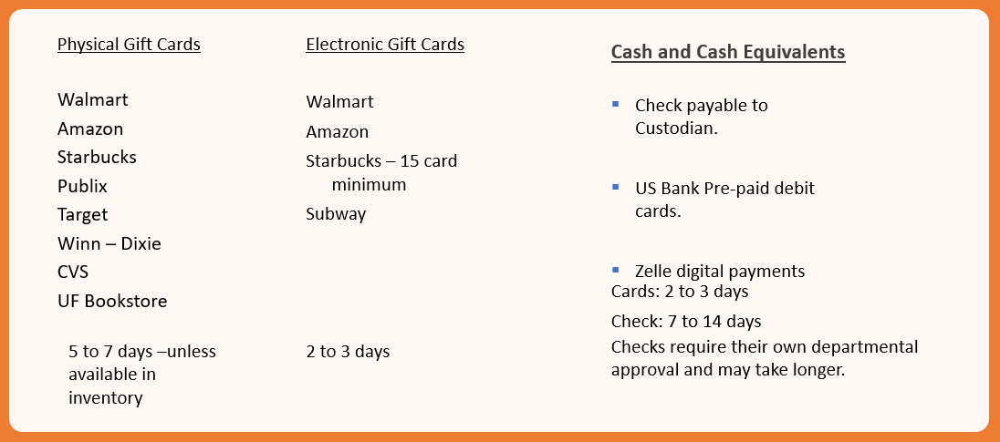 Physical Gift Cards
Walmart
Amazon
Starbucks
Publix
Target
Winn – Dixie
CVS
UF Bookstore
5 to 7 days –unless
available in
inventory
Electronic Gift Cards
Walmart
Amazon
Starbucks – 15 card
minimum
Subway
2 to 3 days
Cash and Cash Equivalents
▪ Check payable to
Custodian.
▪ US Bank Pre-paid debit
cards.
▪ Zelle digital payments
Cards: 2 to 3 days
Check: 7 to 14 days
Checks require their own departmental
approval and may take longer.